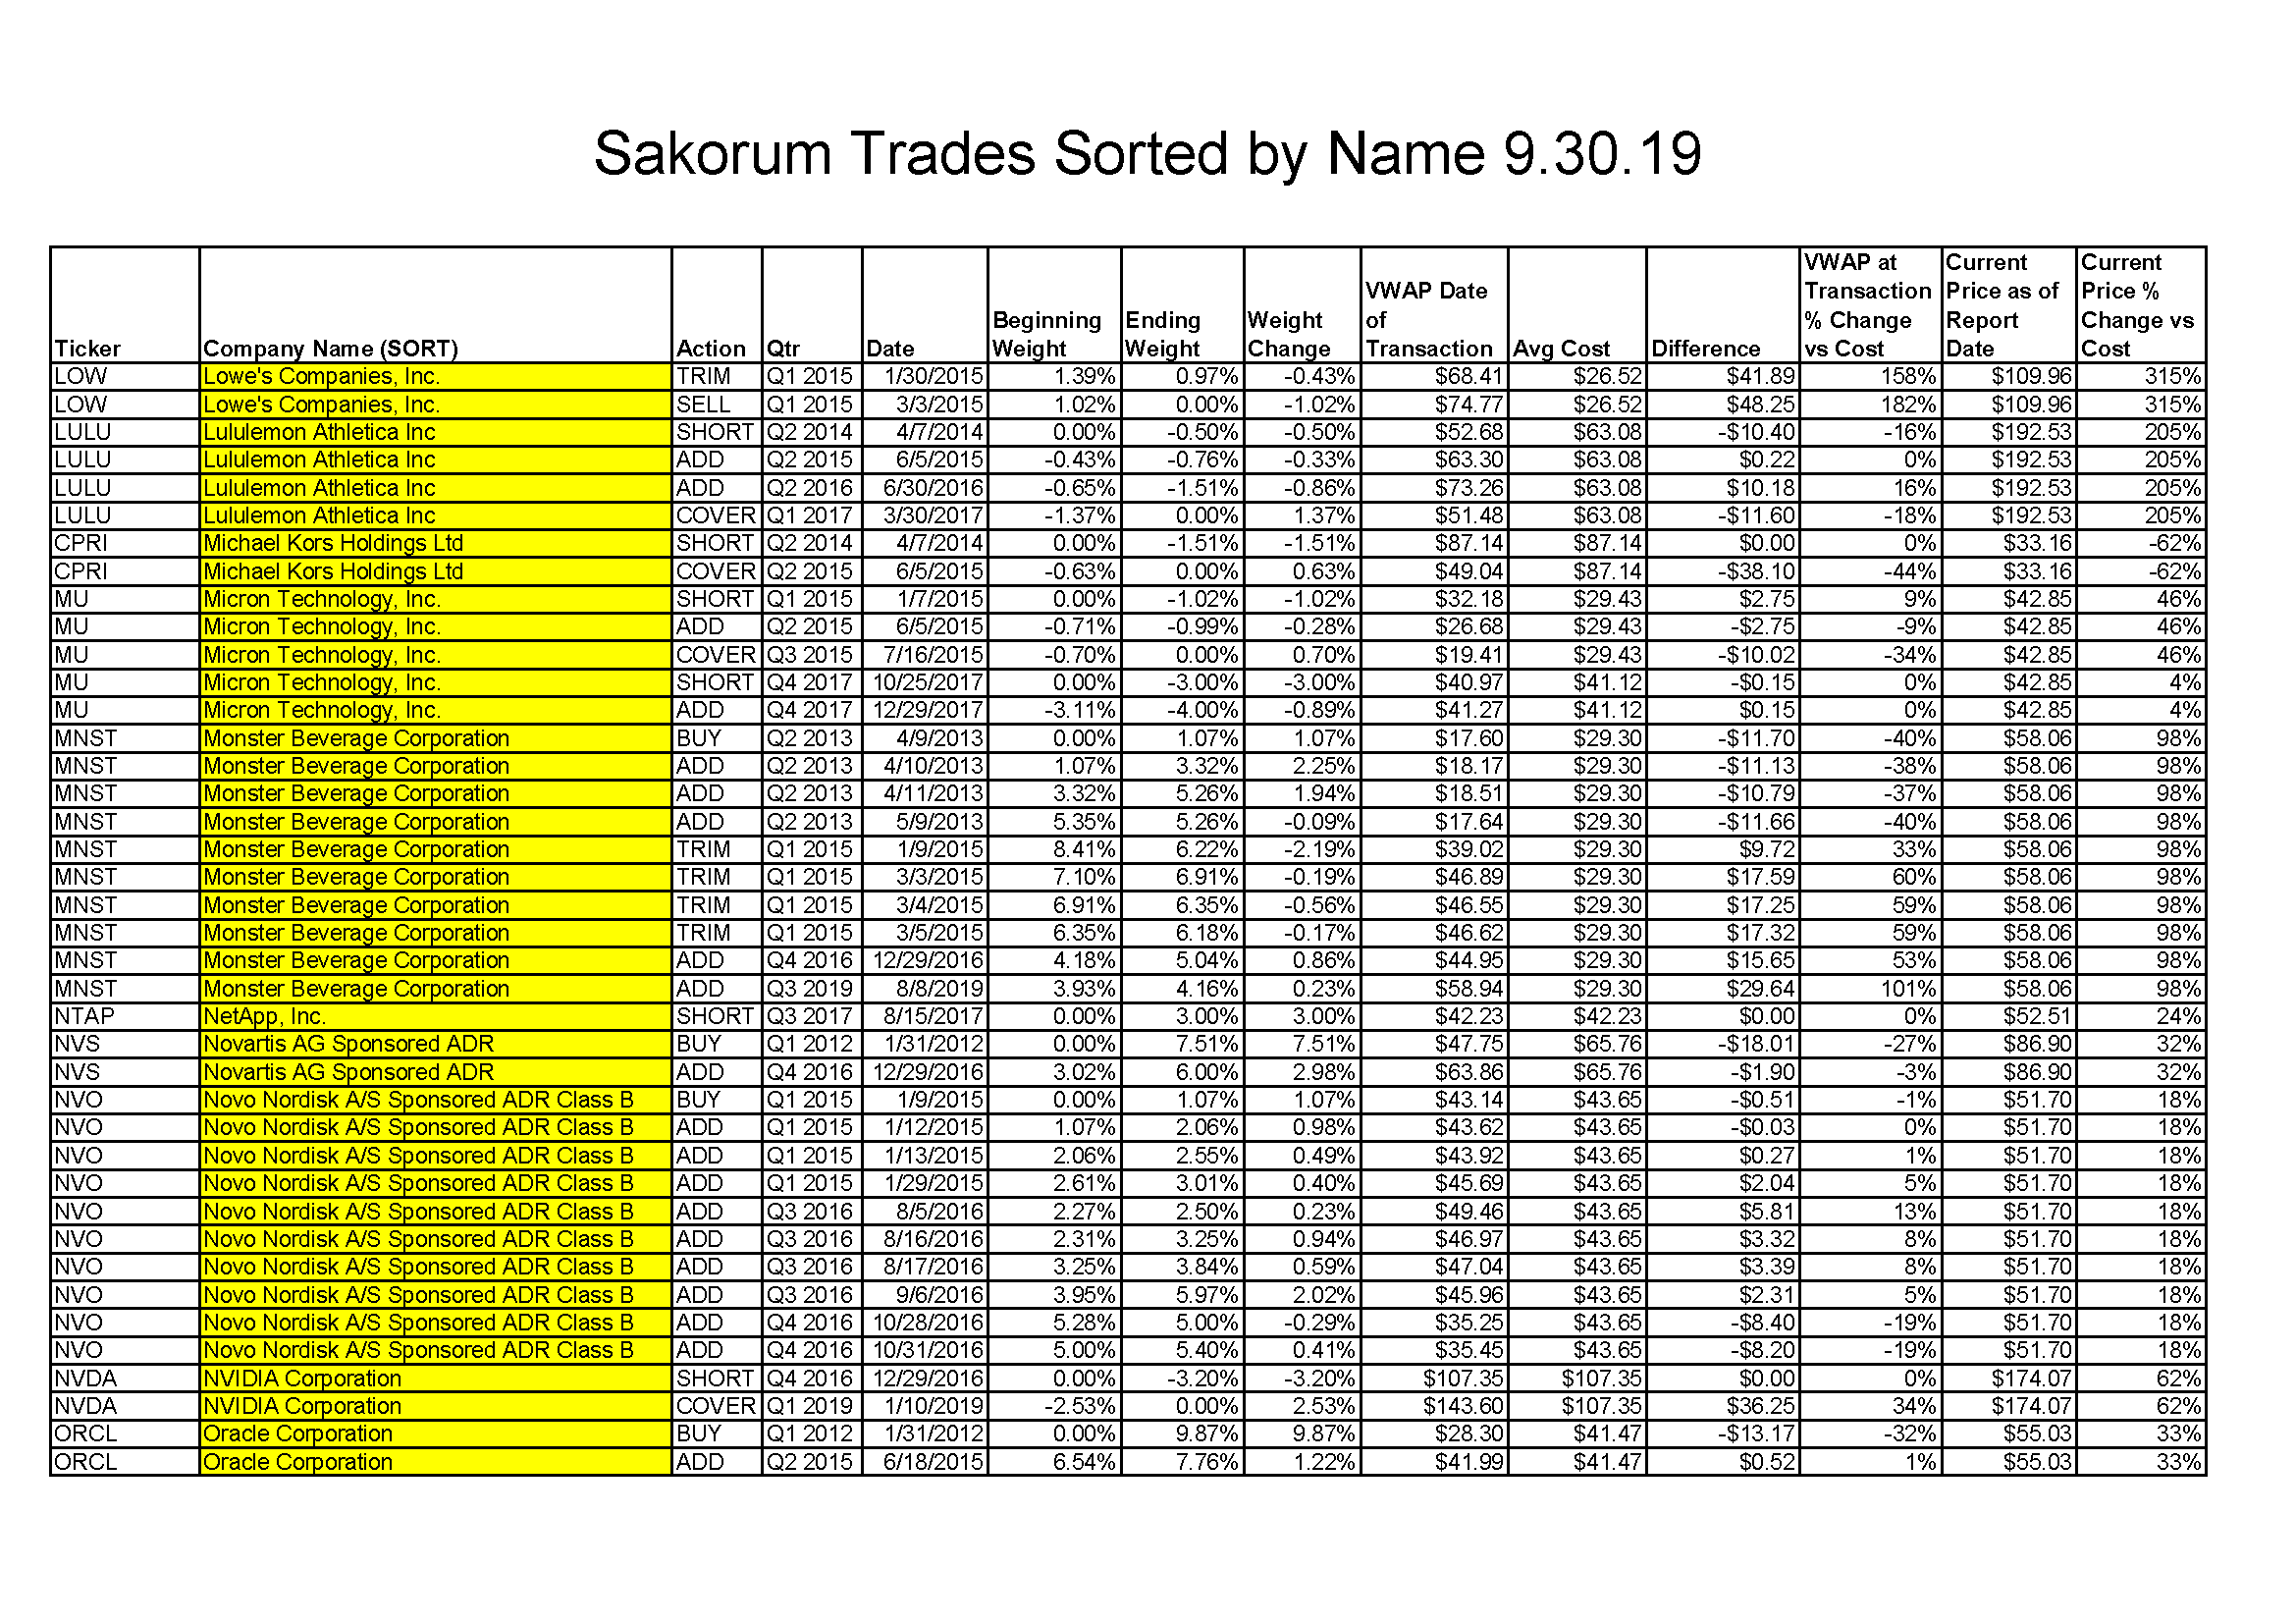 Sakorum Trades Sorted by Name 9.30.19
Ticker Company Name (SORT) Action Qtr Date Beginning Weight Ending Weight Weight Change VWAP Date of Transaction Avg Cost Difference VWAP at Transaction % Change vs Cost Current Price as of Report Date Current Price % Change vs Cost
LOW Lowe's Companies, Inc. TRIM Q1 2015 1/30/2015 1.39% 0.97% -0.43% $68.41 $26.52 $41.89 158% $109.96 315%
LOW Lowe's Companies, Inc. SELL Q1 2015 3/3/2015 1.02% 0.00% -1.02% $74.77 $26.52 $48.25 182% $109.96 315%
LULU Lululemon Athletica Inc SHORT Q2 2014 4/7/2014 0.00% -0.50% -0.50% $52.68 $63.08 -$10.40 -16% $192.53 205%
LULU Lululemon Athletica Inc ADD Q2 2015 6/5/2015 -0.43% -0.76% -0.33% $63.30 $63.08 $0.22 0% $192.53 205%
LULU Lululemon Athletica Inc ADD Q2 2016 6/30/2016 -0.65% -1.51% -0.86% $73.26 $63.08 $10.18 16% $192.53 205%
LULU Lululemon Athletica Inc COVER Q1 2017 3/30/2017 -1.37% 0.00% 1.37% $51.48 $63.08 -$11.60 -18% $192.53 205%
CPRI Michael Kors Holdings Ltd SHORT Q2 2014 4/7/2014 0.00% -1.51% -1.51% $87.14 $87.14 $0.00 0% $33.16 -62%
CPRI Michael Kors Holdings Ltd COVER Q2 2015 6/5/2015 -0.63% 0.00% 0.63% $49.04 $87.14 -$38.10 -44% $33.16 -62%
MU Micron Technology, Inc. SHORT Q1 2015 1/7/2015 0.00% -1.02% -1.02% $32.18 $29.43 $2.75 9% $42.85 46%
MU Micron Technology, Inc. ADD Q2 2015 6/5/2015 -0.71% -0.99% -0.28% $26.68 $29.43 -$2.75 -9% $42.85 46%
MU Micron Technology, Inc. COVER Q3 2015 7/16/2015 -0.70% 0.00% 0.70% $19.41 $29.43 -$10.02 -34% $42.85 46%
MU Micron Technology, Inc. SHORT Q4 2017 10/25/2017 0.00% -3.00% -3.00% $40.97 $41.12 -$0.15 0% $42.85 4%
MU Micron Technology, Inc. ADD Q4 2017 12/29/2017 -3.11% -4.00% -0.89% $41.27 $41.12 $0.15 0% $42.85 4%
MNST Monster Beverage Corporation BUY Q2 2013 4/9/2013 0.00% 1.07% 1.07% $17.60 $29.30 -$11.70 -40% $58.06 98%
MNST Monster Beverage Corporation ADD Q2 2013 4/10/2013 1.07% 3.32% 2.25% $18.17 $29.30 -$11.13 -38% $58.06 98%
MNST Monster Beverage Corporation ADD Q2 2013 4/11/2013 3.32% 5.26% 1.94% $18.51 $29.30 -$10.79 -37% $58.06 98%
MNST Monster Beverage Corporation ADD Q2 2013 5/9/2013 5.35% 5.26% -0.09% $17.64 $29.30 -$11.66 -40% $58.06 98%
MNST Monster Beverage Corporation TRIM Q1 2015 1/9/2015 8.41% 6.22% -2.19% $39.02 $29.30 $9.72 33% $58.06 98%
MNST Monster Beverage Corporation TRIM Q1 2015 3/3/2015 7.10% 6.91% -0.19% $46.89 $29.30 $17.59 60% $58.06 98%
MNST Monster Beverage Corporation TRIM Q1 2015 3/4/2015 6.91% 6.35% -0.56% $46.55 $29.30 $17.25 59% $58.06 98%
MNST Monster Beverage Corporation TRIM Q1 2015 3/5/2015 6.35% 6.18% -0.17% $46.62 $29.30 $17.32 59% $58.06 98%
MNST Monster Beverage Corporation ADD Q4 2016 12/29/2016 4.18% 5.04% 0.86% $44.95 $29.30 $15.65 53% $58.06 98%
MNST Monster Beverage Corporation ADD Q3 2019 8/8/2019 3.93% 4.16% 0.23% $58.94 $29.30 $29.64 101% $58.06 98%
NTAP NetApp, Inc. SHORT Q3 2017 8/15/2017 0.00% 3.00% 3.00% $42.23 $42.23 $0.00 0% $52.51 24%
NVS Novartis AG Sponsored ADR BUY Q1 2012 1/31/2012 0.00% 7.51% 7.51% $47.75 $65.76 -$18.01 -27% $86.90 32%
NVS Novartis AG Sponsored ADR ADD Q4 2016 12/29/2016 3.02% 6.00% 2.98% $63.86 $65.76 -$1.90 -3% $86.90 32%
NVO Novo Nordisk A/S Sponsored ADR Class B BUY Q1 2015 1/9/2015 0.00% 1.07% 1.07% $43.14 $43.65 -$0.51 -1% $51.70 18%
NVO Novo Nordisk A/S Sponsored ADR Class B ADD Q1 2015 1/12/2015 1.07% 2.06% 0.98% $43.62 $43.65 -$0.03 0% $51.70 18%
NVO Novo Nordisk A/S Sponsored ADR Class B ADD Q1 2015 1/13/2015 2.06% 2.55% 0.49% $43.92 $43.65 $0.27 1% $51.70 18%
NVO Novo Nordisk A/S Sponsored ADR Class B ADD Q1 2015 1/29/2015 2.61% 3.01% 0.40% $45.69 $43.65 $2.04 5% $51.70 18%
NVO Novo Nordisk A/S Sponsored ADR Class B ADD Q3 2016 8/5/2016 2.27% 2.50% 0.23% $49.46 $43.65 $5.81 13% $51.70 18%
NVO Novo Nordisk A/S Sponsored ADR Class B ADD Q3 2016 8/16/2016 2.31% 3.25% 0.94% $46.97 $43.65 $3.32 8% $51.70 18%
NVO Novo Nordisk A/S Sponsored ADR Class B ADD Q3 2016 8/17/2016 3.25% 3.84% 0.59% $47.04 $43.65 $3.39 8% $51.70 18%
NVO Novo Nordisk A/S Sponsored ADR Class B ADD Q3 2016 9/6/2016 3.95% 5.97% 2.02% $45.96 $43.65 $2.31 5% $51.70 18%
NVO Novo Nordisk A/S Sponsored ADR Class B ADD Q4 2016 10/28/2016 5.28% 5.00% -0.29% $35.25 $43.65 -$8.40 -19% $51.70 18%
NVO Novo Nordisk A/S Sponsored ADR Class B ADD Q4 2016 10/31/2016 5.00% 5.40% 0.41% $35.45 $43.65 -$8.20 -19% $51.70 18%
NVDA NVIDIA Corporation SHORT Q4 2016 12/29/2016 0.00% -3.20% -3.20% $107.35 $107.35 $0.00 0% $174.07 62%
NVDA NVIDIA Corporation COVER Q1 2019 1/10/2019 -2.53% 0.00% 2.53% $143.60 $107.35 $36.25 34% $174.07 62%
ORCL Oracle Corporation BUY Q1 2012 1/31/2012 0.00% 9.87% 9.87% $28.30 $41.47 -$13.17 -32% $55.03 33%
ORCL Oracle Corporation ADD Q2 2015 6/18/2015 6.54% 7.76% 1.22% $41.99 $41.47 $0.52 1% $55.03 33%